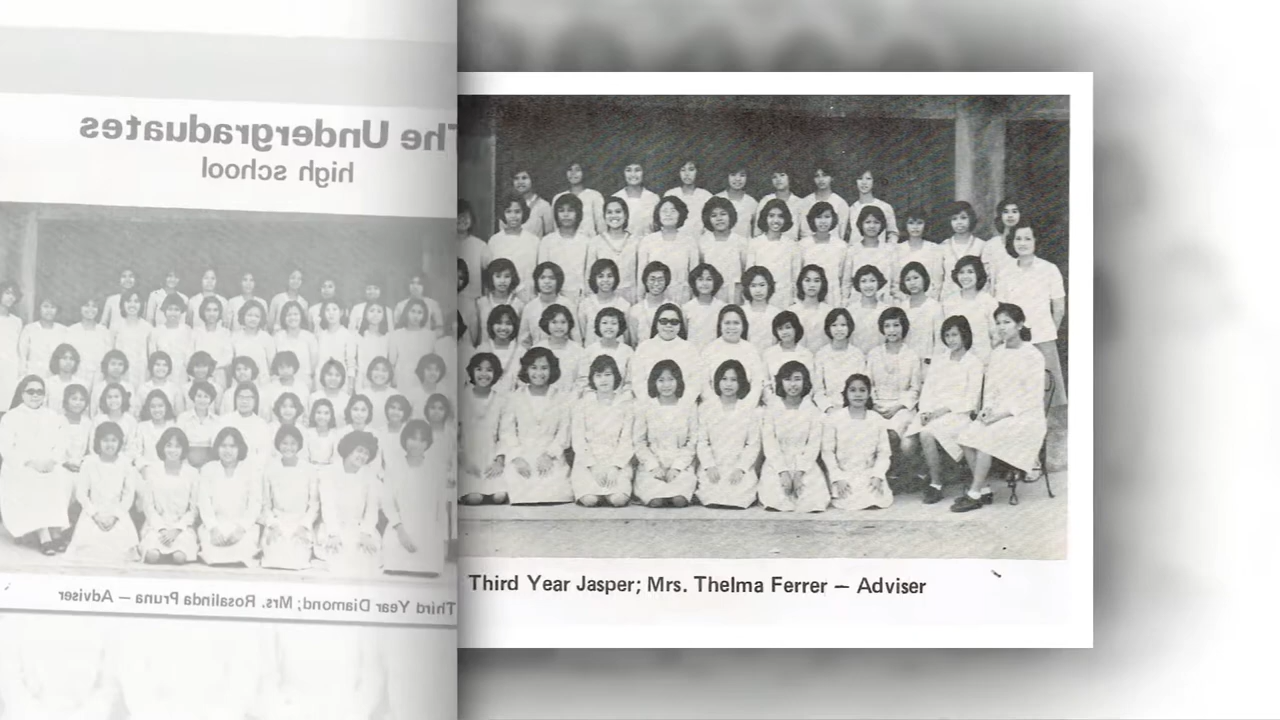 The Undergraduates
high school
Third Year Diamond; Mrs. Rosalinda Pruna – Adviser
Third Year Jasper; Mrs. Thelma Ferrer – Adviser